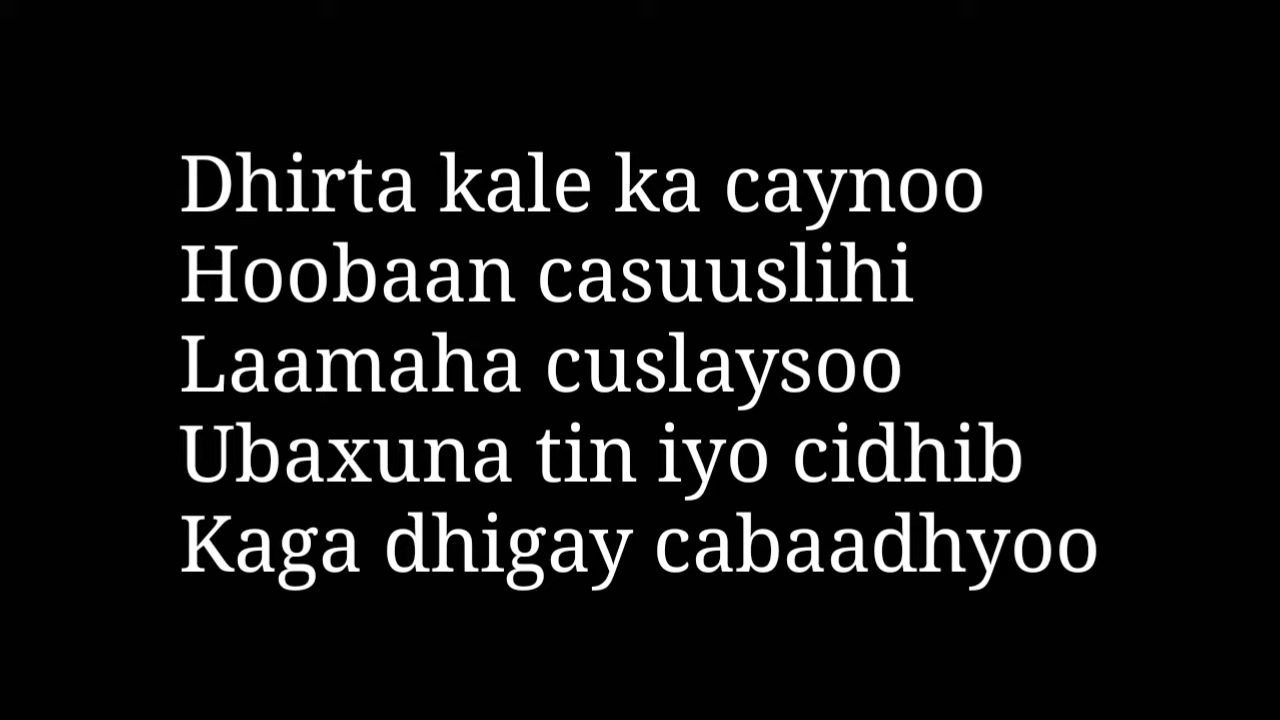 Dhirta kale ka caynoo
Hoobaan casuuslihi
Laamaha cuslaysoo
Ubaxuna tin iyo cidhib
Kaga dhigay cabaadhyoo